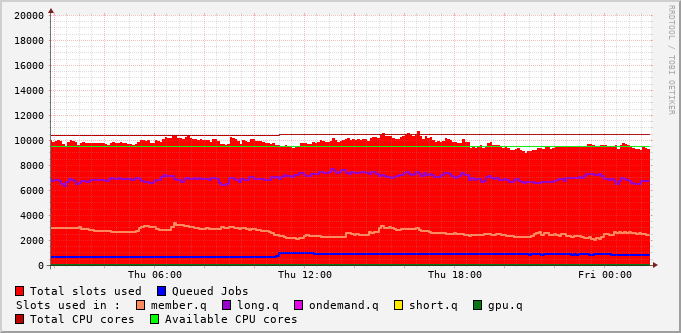 RRDTOOL / TOBI OETIKER
20000
18000
16000
14000
12000
10000
8000
6000
4000
2000
0
Thu 06:00 Thu 12:00 Thu 18:00 Fri 00:00
Total slots used Queued Jobs
Slots used in : member.q long.q ondemand.q short.q gpu.q
Total CPU cores Available CPU cores